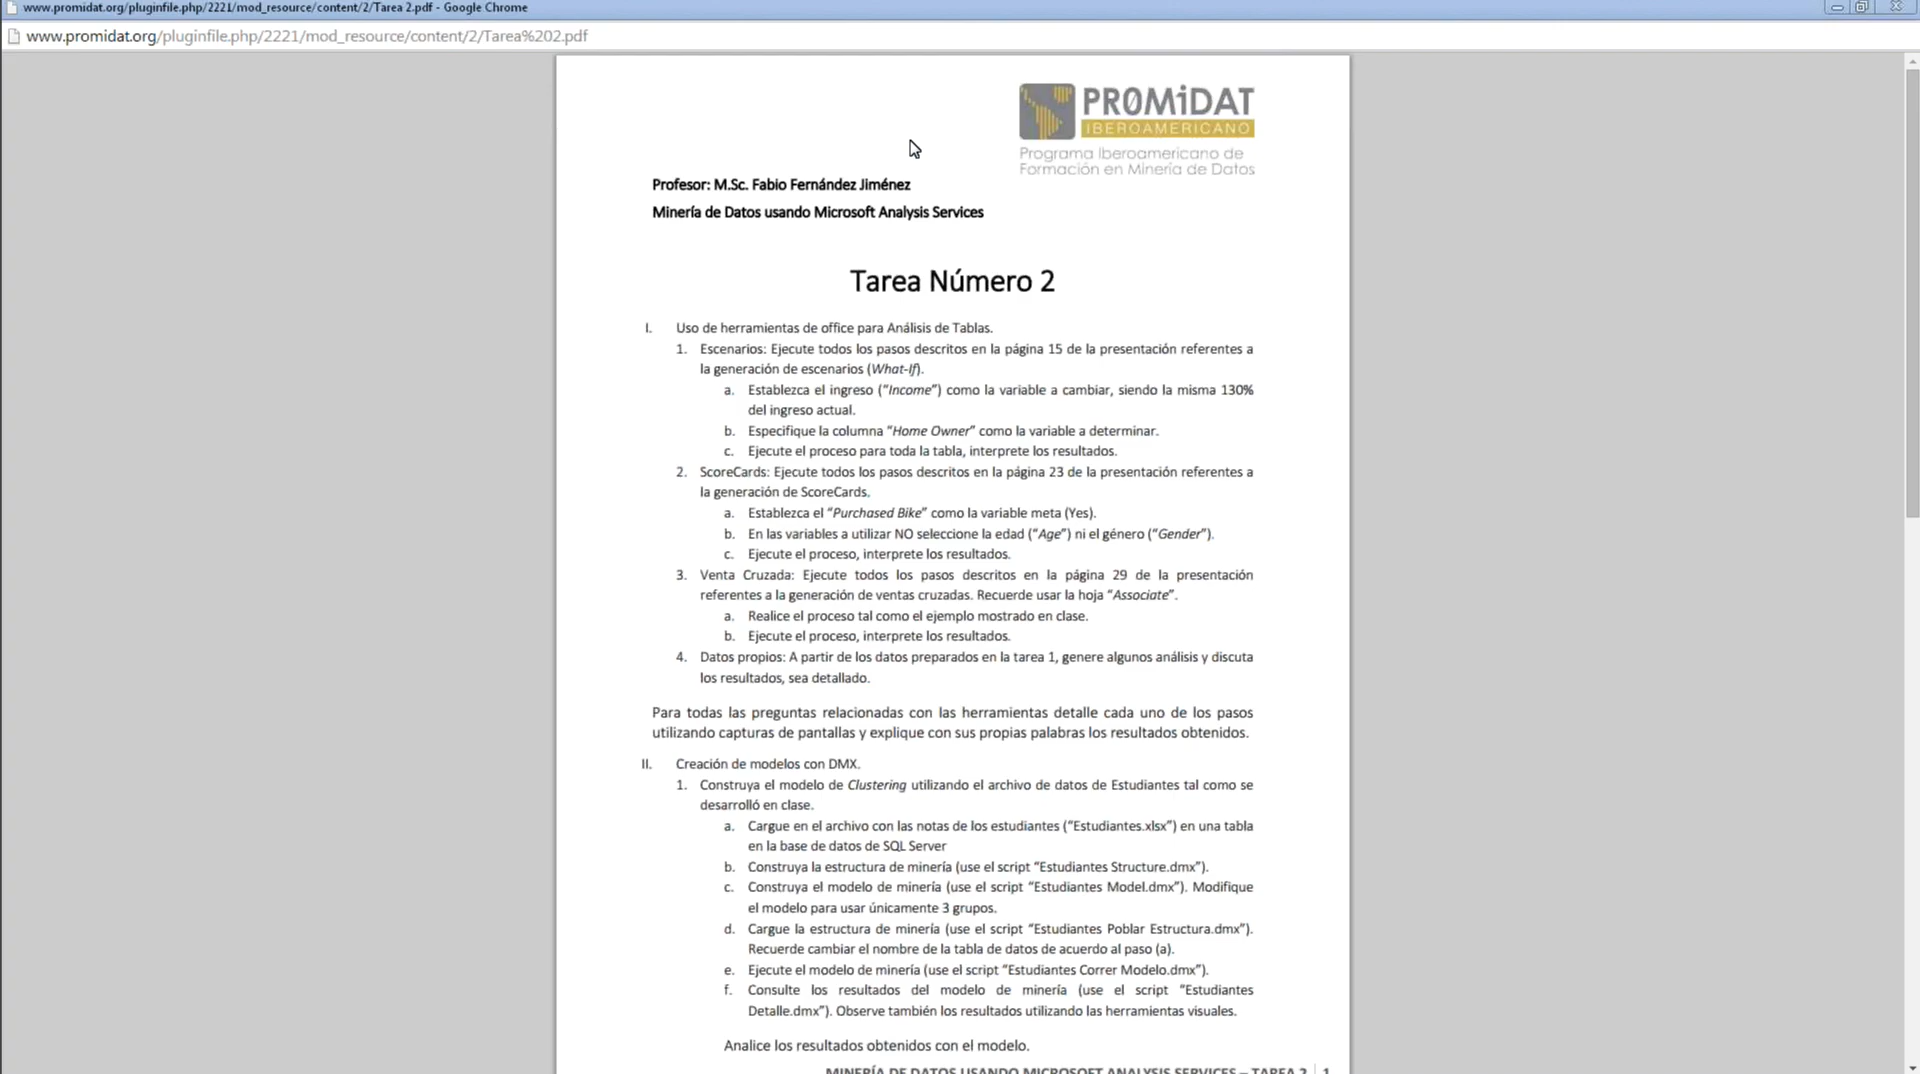 www.promidat.org/pluginfile.php/2221/mod_resource/content/2/Tarea 2.pdf - Google Chrome
www.promidat.org/pluginfile.php/2221/mod_resource/content/2/Tarea%202.pdf
PR0MiDAT
IBEROAMERICANO
Programa Iberoamericano de
Formación en Minería de Datos
Profesor: M.Sc. Fabio Fernández Jiménez
Minería de Datos usando Microsoft Analysis Services
Tarea Número 2
I. Uso de herramientas de office para Análisis de Tablas.
1. Escenarios: Ejecute todos los pasos descritos en la página 15 de la presentación referentes a
la generación de escenarios (What-If).
a. Establezca el ingreso (“Income”) como la variable a cambiar, siendo la misma 130%
del ingreso actual.
b. Especifique la columna “Home Owner” como la variable a determinar.
c. Ejecute el proceso para toda la tabla, interprete los resultados.
2. ScoreCards: Ejecute todos los pasos descritos en la página 23 de la presentación referentes a
la generación de ScoreCards.
a. Establezca el “Purchased Bike” como la variable meta (Yes).
b. En las variables a utilizar NO seleccione la edad (“Age”) ni el género (“Gender”).
c. Ejecute el proceso, interprete los resultados.
3. Venta Cruzada: Ejecute todos los pasos descritos en la página 29 de la presentación
referentes a la generación de ventas cruzadas. Recuerde usar la hoja “Associate”.
a. Realice el proceso tal como el ejemplo mostrado en clase.
b. Ejecute el proceso, interprete los resultados.
4. Datos propios: A partir de los datos preparados en la tarea 1, genere algunos análisis y discuta
los resultados, sea detallado.
Para todas las preguntas relacionadas con las herramientas detalle cada uno de los pasos
utilizando capturas de pantallas y explique con sus propias palabras los resultados obtenidos.
II. Creación de modelos con DMX.
1. Construya el modelo de Clustering utilizando el archivo de datos de Estudiantes tal como se
desarrolló en clase.
a. Cargue en el archivo con las notas de los estudiantes (“Estudiantes.xlsx”) en una tabla
en la base de datos de SQL Server
b. Construya la estructura de minería (use el script “Estudiantes Structure.dmx”).
c. Construya el modelo de minería (use el script “Estudiantes Model.dmx”). Modifique
el modelo para usar únicamente 3 grupos.
d. Cargue la estructura de minería (use el script “Estudiantes Poblar Estructura.dmx”).
Recuerde cambiar el nombre de la tabla de datos de acuerdo al paso (a).
e. Ejecute el modelo de minería (use el script “Estudiantes Correr Modelo.dmx”).
f. Consulte los resultados del modelo de minería (use el script “Estudiantes
Detalle.dmx”). Observe también los resultados utilizando las herramientas visuales.
Analice los resultados obtenidos con el modelo.
MINERÍA DE DATOS USANDO MICROSOFT ANALYSIS SERVICES – TAREA 2 | 1